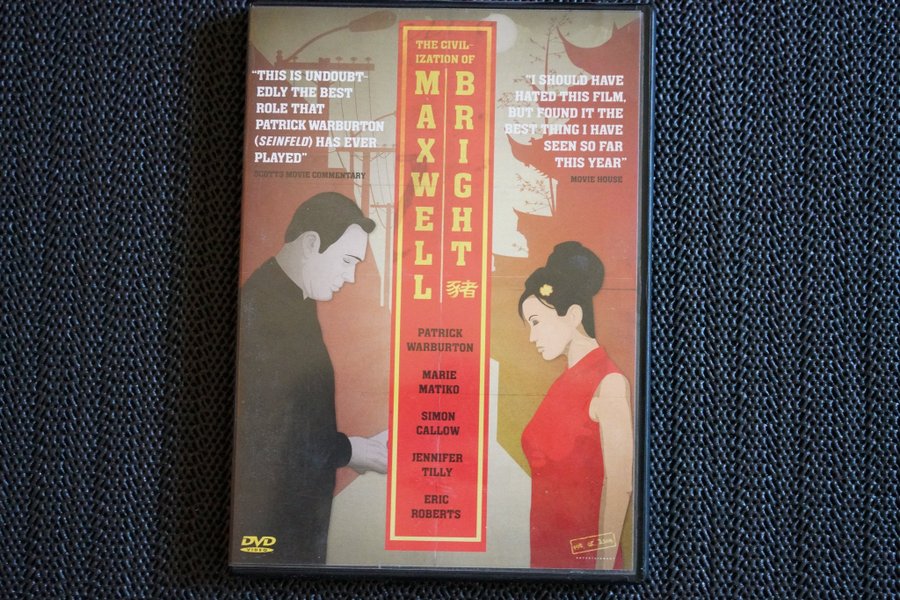 THE CIVIL-
IZATION OF
MAXWELL
BRIGHT
豬
"THIS IS UNDOUBT-
EDLY THE BEST
ROLE THAT
PATRICK WARBURTON
(SEINFELD) HAS EVER
PLAYED"
SCOTTS MOVIE COMMENTARY
"I SHOULD HAVE
HATED THIS FILM,
BUT FOUND IT THE
BEST THING I HAVE
SEEN SO FAR
THIS YEAR"
MOVIE HOUSE
PATRICK
WARBURTON
MARIE
MATIKO
SIMON
CALLOW
JENNIFER
TILLY
ERIC
ROBERTS
DVD
VIDEO
ENTERTAINMENT